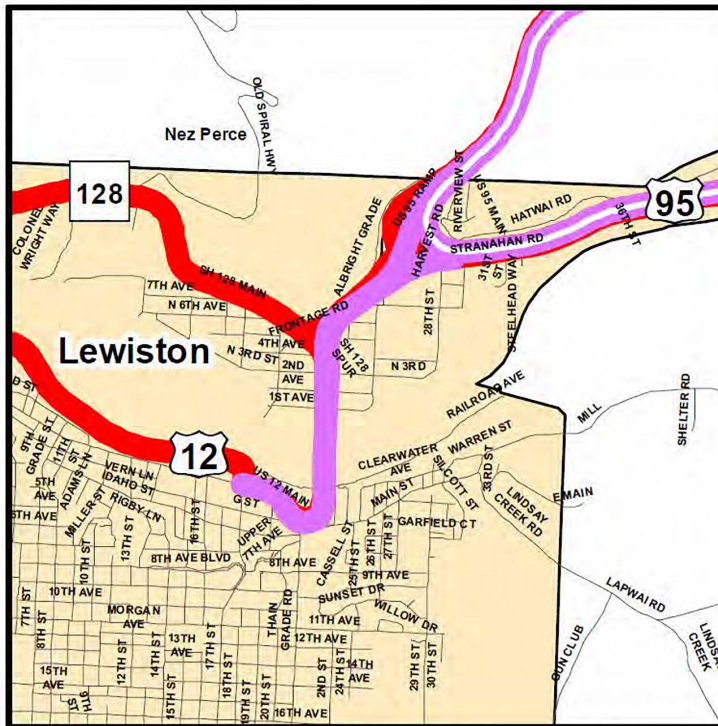 OLD SPIRAL HWY
Nez Perce
128
COLONEL
WRIGHT WAY
ALBRIGHT GRADE
US 95 RAMP
RIVERVIEW ST
US 95 MAIN
HATWAI RD
95
36TH ST
HARVEST RD
STRANAHAN RD
31ST
ST
STEELHEAD WAY
SH 128 MAIN
7TH AVE
N 6TH AVE
FRONTAGE RD
28TH ST
4TH AVE
SH 128
SPUR
Lewiston
N 3RD ST
2ND
AVE
N 3RD
1ST AVE
RAILROAD AVE
MILL
SHELTER RD
D ST
9TH
GRADE ST
11TH
ST
ADAMS LN
12
US 12 MAIN
CLEARWATER
AVE
WARREN ST
VERN LN
IDAHO ST
G ST
MAIN ST
SILCOTT ST
33RD ST
LINDSAY
CREEK RD
E MAIN
5TH
AVE
6TH AVE
MILLER ST
RIGBY LN
13TH ST
16TH ST
UPPER
7TH AVE
CASSELL ST
25TH ST
26TH ST
27TH ST
GARFIELD CT
10TH ST
8TH AVE BLVD
8TH AVE
9TH AVE
10TH AVE
SUNSET DR
LAPWAI RD
7TH ST
8TH ST
MORGAN
AVE
THAIN
GRADE RD
11TH AVE
WILLOW DR
12TH AVE
13TH
AVE
GUN CLUB
LINDSAY
CREEK
15TH
AVE
12TH ST
14TH ST
17TH ST
18TH ST
2ND ST
24TH ST
14TH
AVE
29TH ST
30TH ST
9TH
ST
15TH ST
19TH ST
20TH ST
16TH AVE